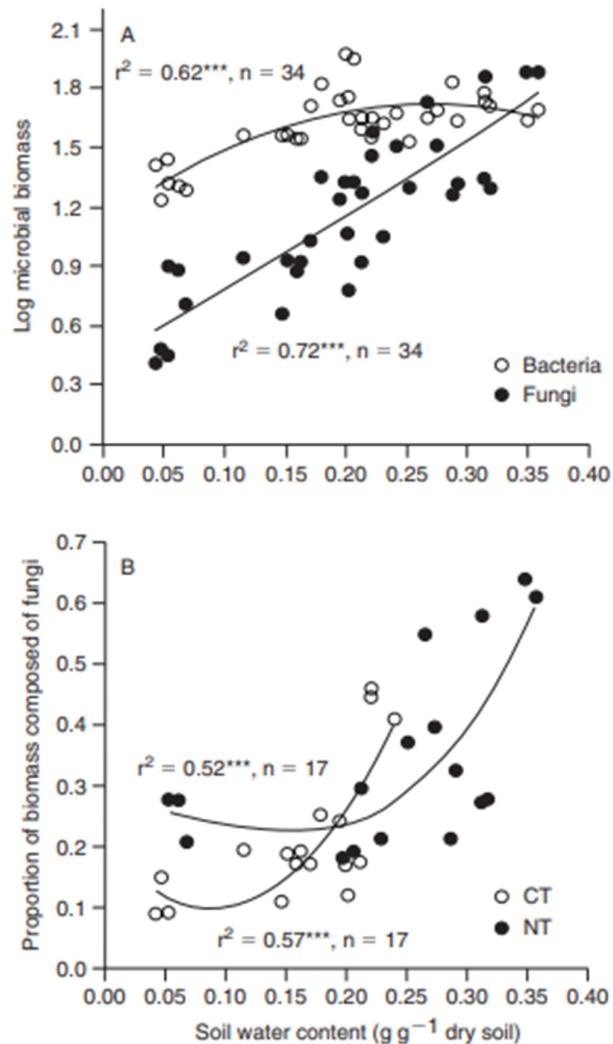 A
r² = 0.62***, n = 34
r² = 0.72***, n = 34
Bacteria
Fungi
Log microbial biomass
2.1
1.8
1.5
1.2
0.9
0.6
0.3
0.0
0.00 0.05 0.10 0.15 0.20 0.25 0.30 0.35 0.40
B
r² = 0.52***, n = 17
r² = 0.57***, n = 17
CT
NT
Proportion of biomass composed of fungi
0.7
0.6
0.5
0.4
0.3
0.2
0.1
0.0
0.00 0.05 0.10 0.15 0.20 0.25 0.30 0.35 0.40
Soil water content (g g⁻¹ dry soil)